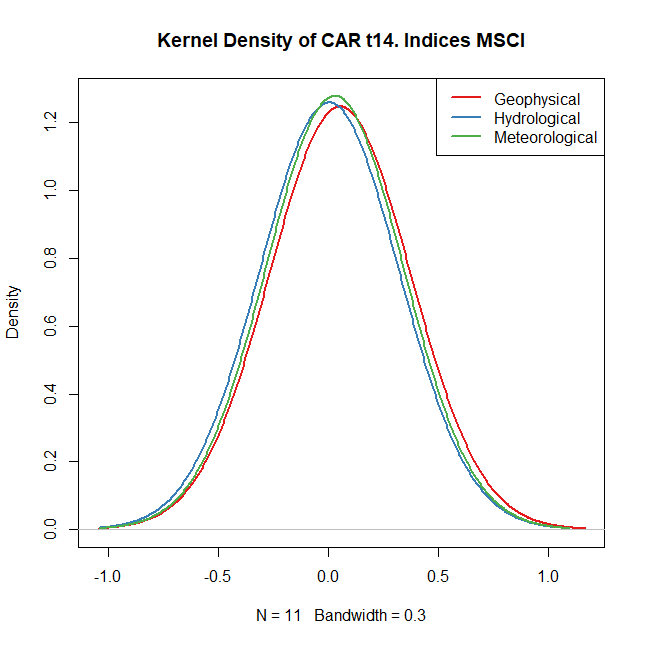 Kernel Density of CAR t14. Indices MSCI
Geophysical
Hydrological
Meteorological
Density
1.2
1.0
0.8
0.6
0.4
0.2
0.0
-1.0 -0.5 0.0 0.5 1.0
N = 11 Bandwidth = 0.3